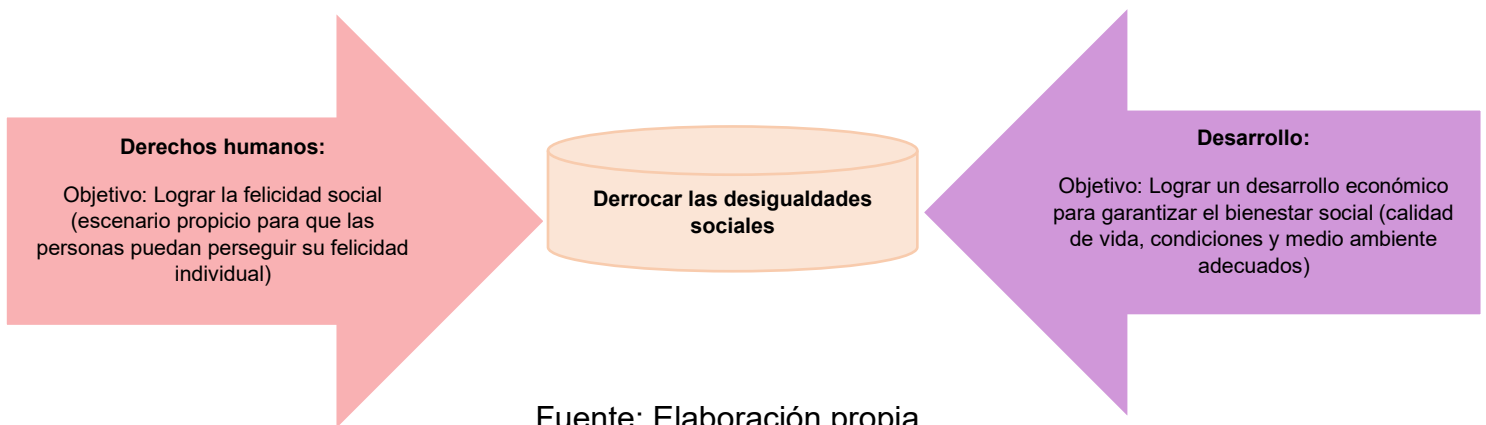 Derechos humanos:
Objetivo: Lograr la felicidad social
(escenario propicio para que las
personas puedan perseguir su felicidad
individual)
Derrocar las desigualdades
sociales
Desarrollo:
Objetivo: Lograr un desarrollo económico
para garantizar el bienestar social (calidad
de vida, condiciones y medio ambiente
adecuados)
Fuente: Elaboración propia